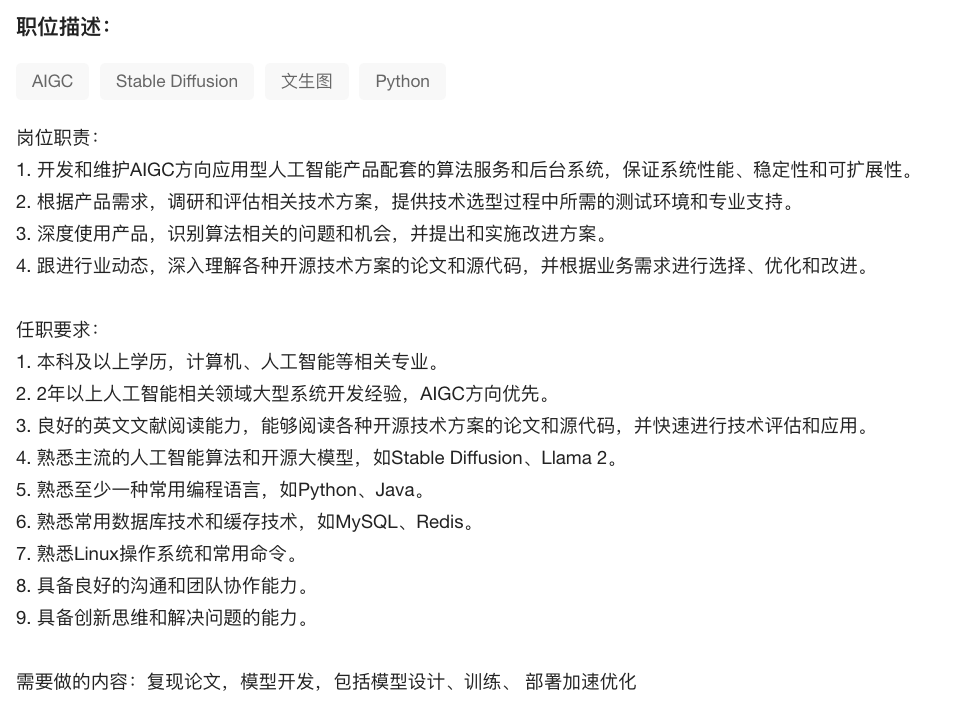 职位描述：
AIGC Stable Diffusion 文生图 Python
岗位职责：
1. 开发和维护AIGC方向应用型人工智能产品配套的算法服务和后台系统，保证系统性能、稳定性和可扩展性。
2. 根据产品需求，调研和评估相关技术方案，提供技术选型过程中所需的测试环境和专业支持。
3. 深度使用产品，识别算法相关的问题和机会，并提出和实施改进方案。
4. 跟进行业动态，深入理解各种开源技术方案的论文和源代码，并根据业务需求进行选择、优化和改进。
任职要求：
1. 本科及以上学历，计算机、人工智能等相关专业。
2. 2年以上人工智能相关领域大型系统开发经验，AIGC方向优先。
3. 良好的英文文献阅读能力，能够阅读各种开源技术方案的论文和源代码，并快速进行技术评估和应用。
4. 熟悉主流的人工智能算法和开源大模型，如Stable Diffusion、Llama 2。
5. 熟悉至少一种常用编程语言，如Python、Java。
6. 熟悉常用数据库技术和缓存技术，如MySQL、Redis。
7. 熟悉Linux操作系统和常用命令。
8. 具备良好的沟通和团队协作能力。
9. 具备创新思维和解决问题的能力。
需要做的内容：复现论文，模型开发，包括模型设计、训练、 部署加速优化